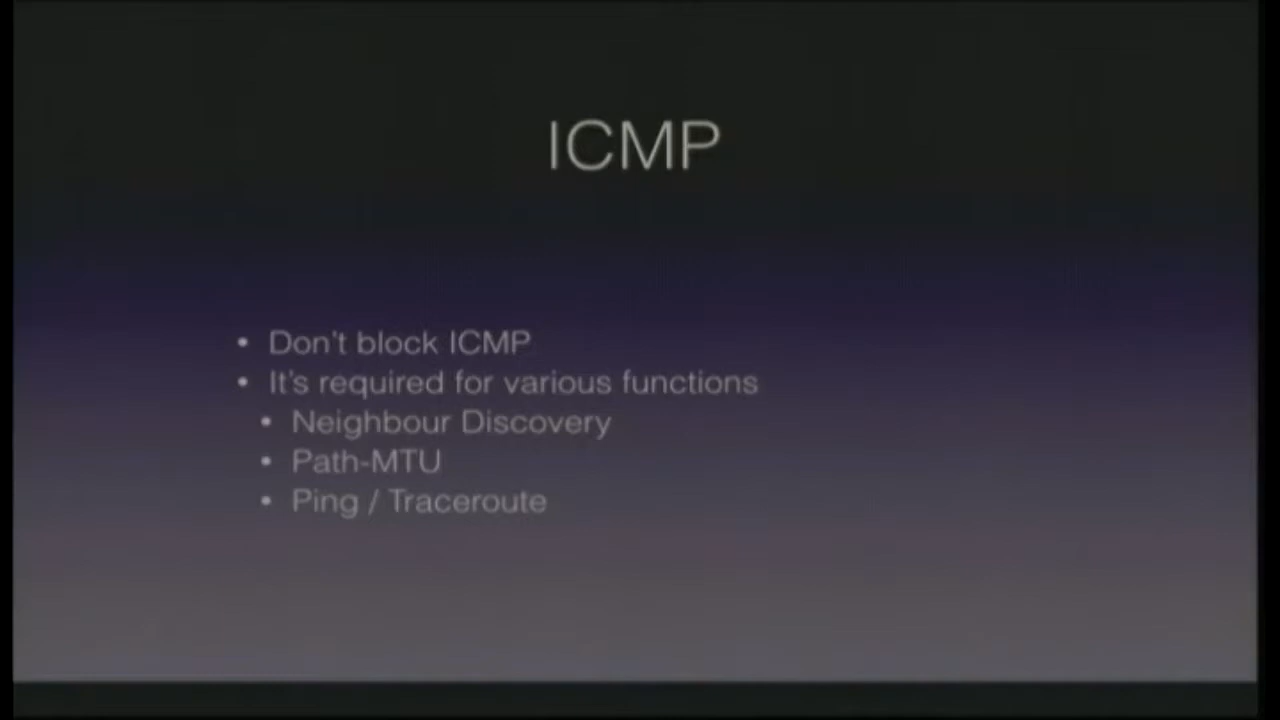 ICMP
• Don't block ICMP
• It's required for various functions
• Neighbour Discovery
• Path-MTU
• Ping / Traceroute